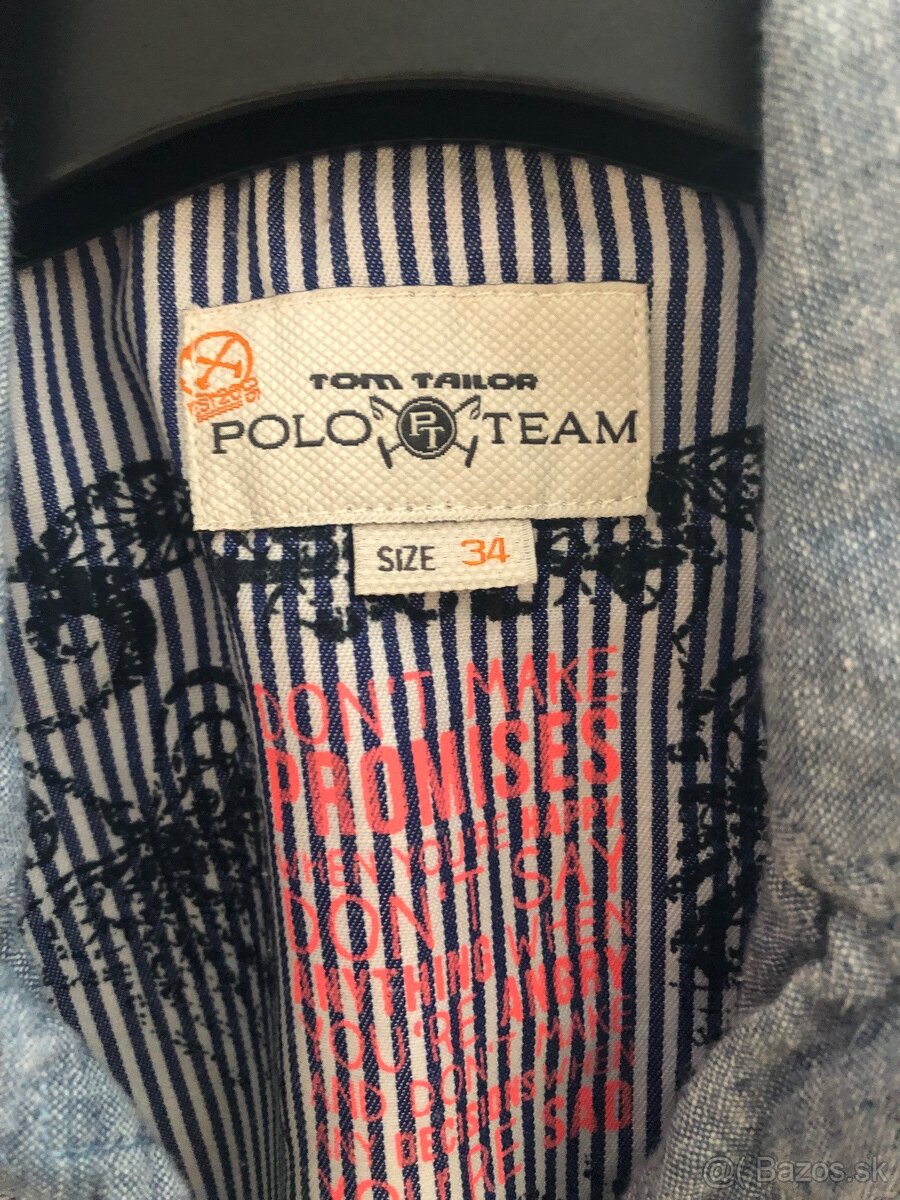 TOM TAILOR
POLO PT TEAM
SIZE 34
DON'T MAKE
PROMISES
WHEN YOU'RE HAPPY
DON'T SAY
ANYTHING WHEN
YOU'RE ANGRY
AND DON'T MAKE
ANY DECISIONS WHEN
YOU'RE SAD
@( Bazos.sk